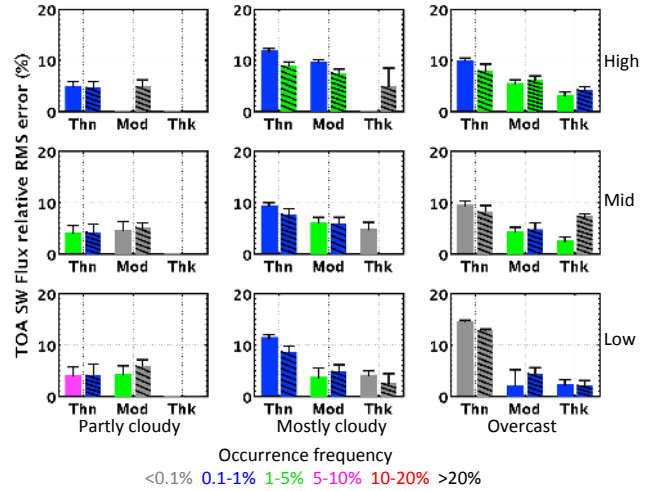 TOA SW Flux relative RMS error (%)
20 20 20
10 10 10
0 0 0
Thn Mod Thk Thn Mod Thk Thn Mod Thk
High
20 20 20
10 10 10
0 0 0
Thn Mod Thk Thn Mod Thk Thn Mod Thk
Mid
20 20 20
10 10 10
0 0 0
Thn Mod Thk Thn Mod Thk Thn Mod Thk
Low
Partly cloudy Mostly cloudy Overcast
Occurrence frequency
<0.1% 0.1-1% 1-5% 5-10% 10-20% >20%